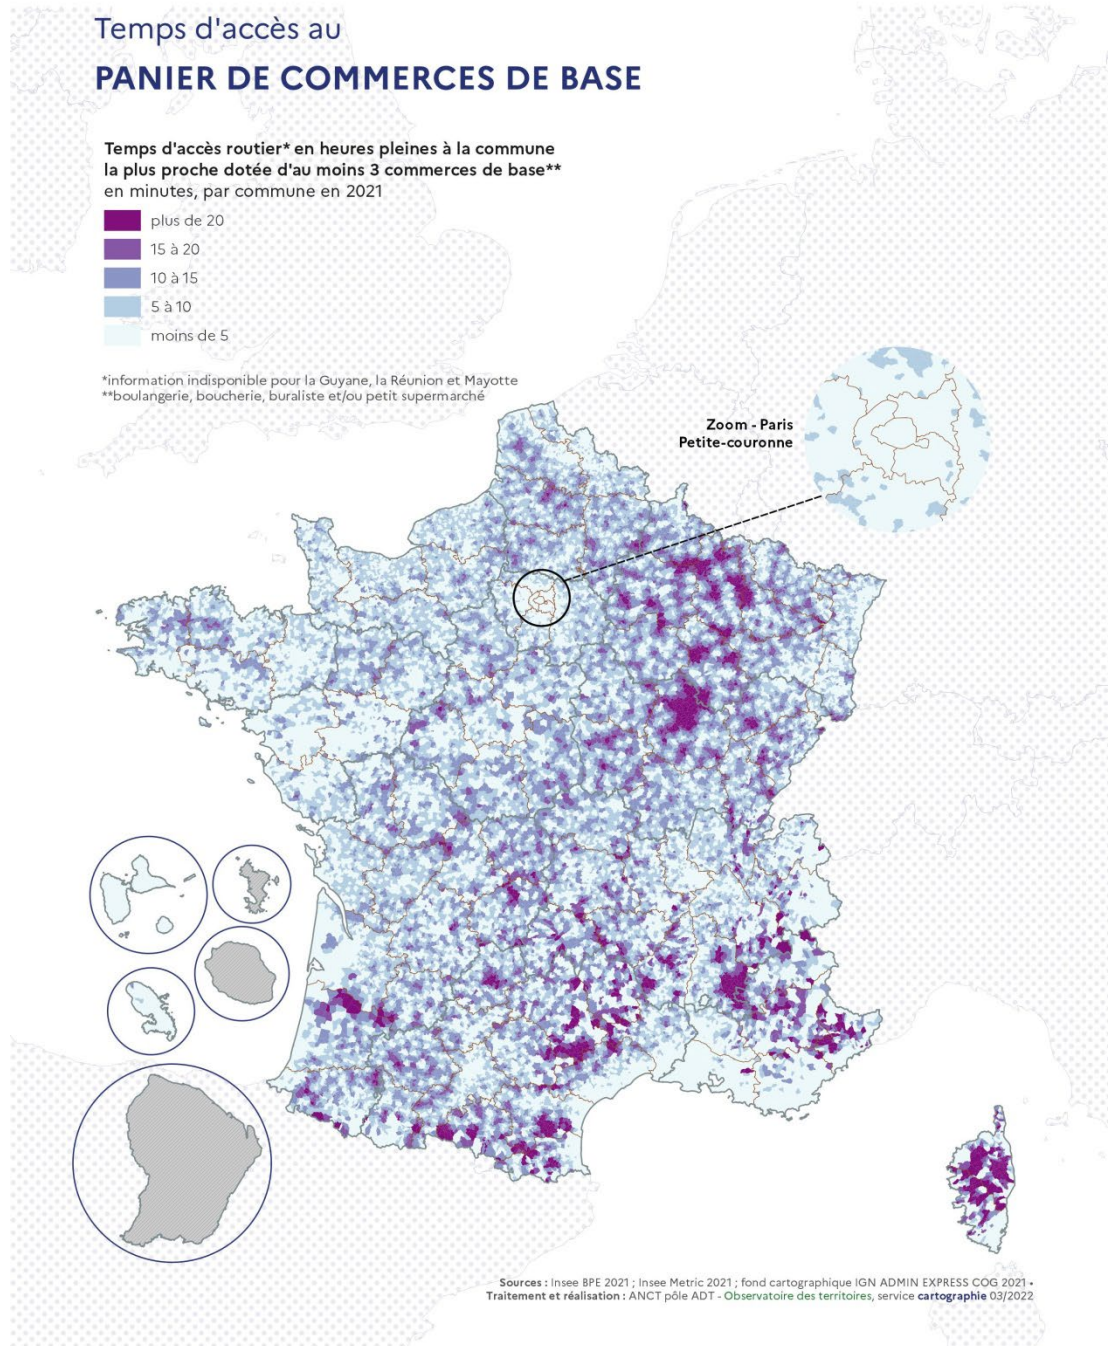 Temps d'accès au
PANIER DE COMMERCES DE BASE
Temps d'accès routier* en heures pleines à la commune
la plus proche dotée d'au moins 3 commerces de base**
en minutes, par commune en 2021
plus de 20
15 à 20
10 à 15
5 à 10
moins de 5
*information indisponible pour la Guyane, la Réunion et Mayotte
**boulangerie, boucherie, buraliste et/ou petit supermarché
Zoom - Paris
Petite-couronne
Sources : Insee BPE 2021 ; Insee Metric 2021 ; fond cartographique IGN ADMIN EXPRESS COG 2021 •
Traitement et réalisation : ANCT pôle ADT - Observatoire des territoires, service cartographie 03/2022